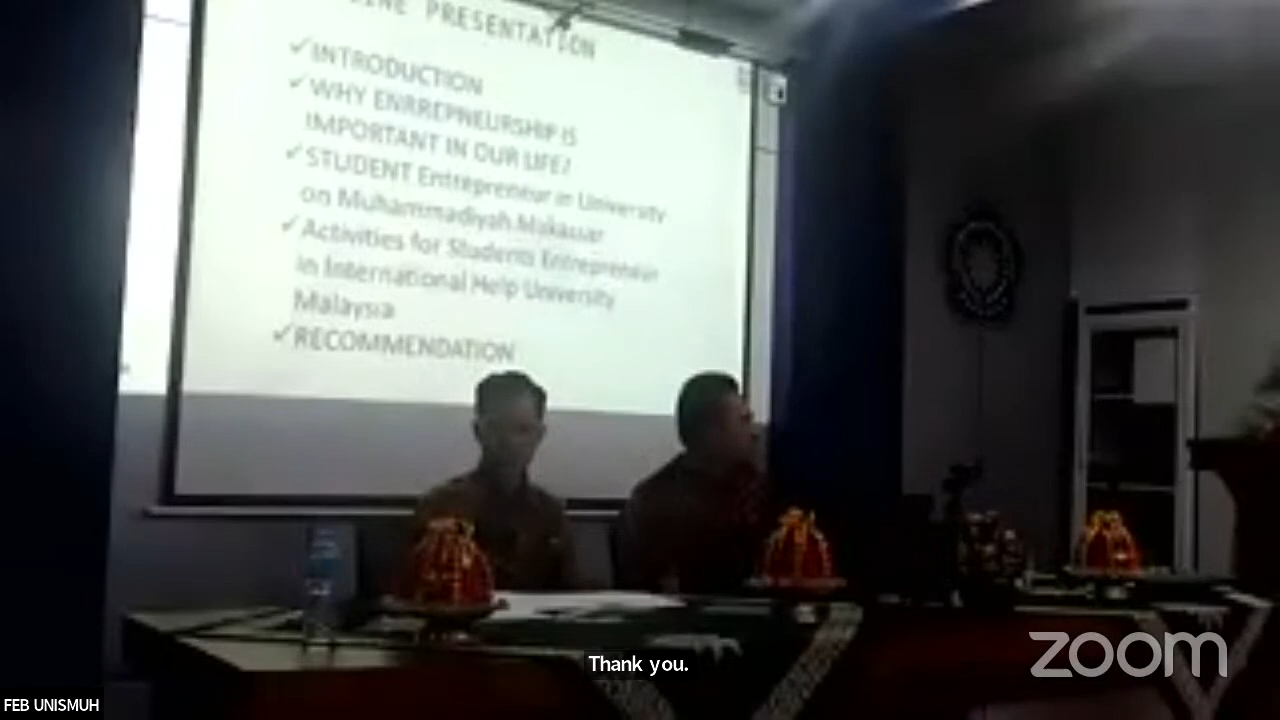 PRESENTATION
✓INTRODUCTION
✓WHY ENRREPNEURSHIP IS
IMPORTANT IN OUR LIFE?
✓STUDENT Entrepreneur in University
on Muhammadiyah Makassar
✓Activities for Students Entrepreneur
in International Help University
Malaysia
✓RECOMMENDATION
Thank you.
zoom
FEB UNISMUH